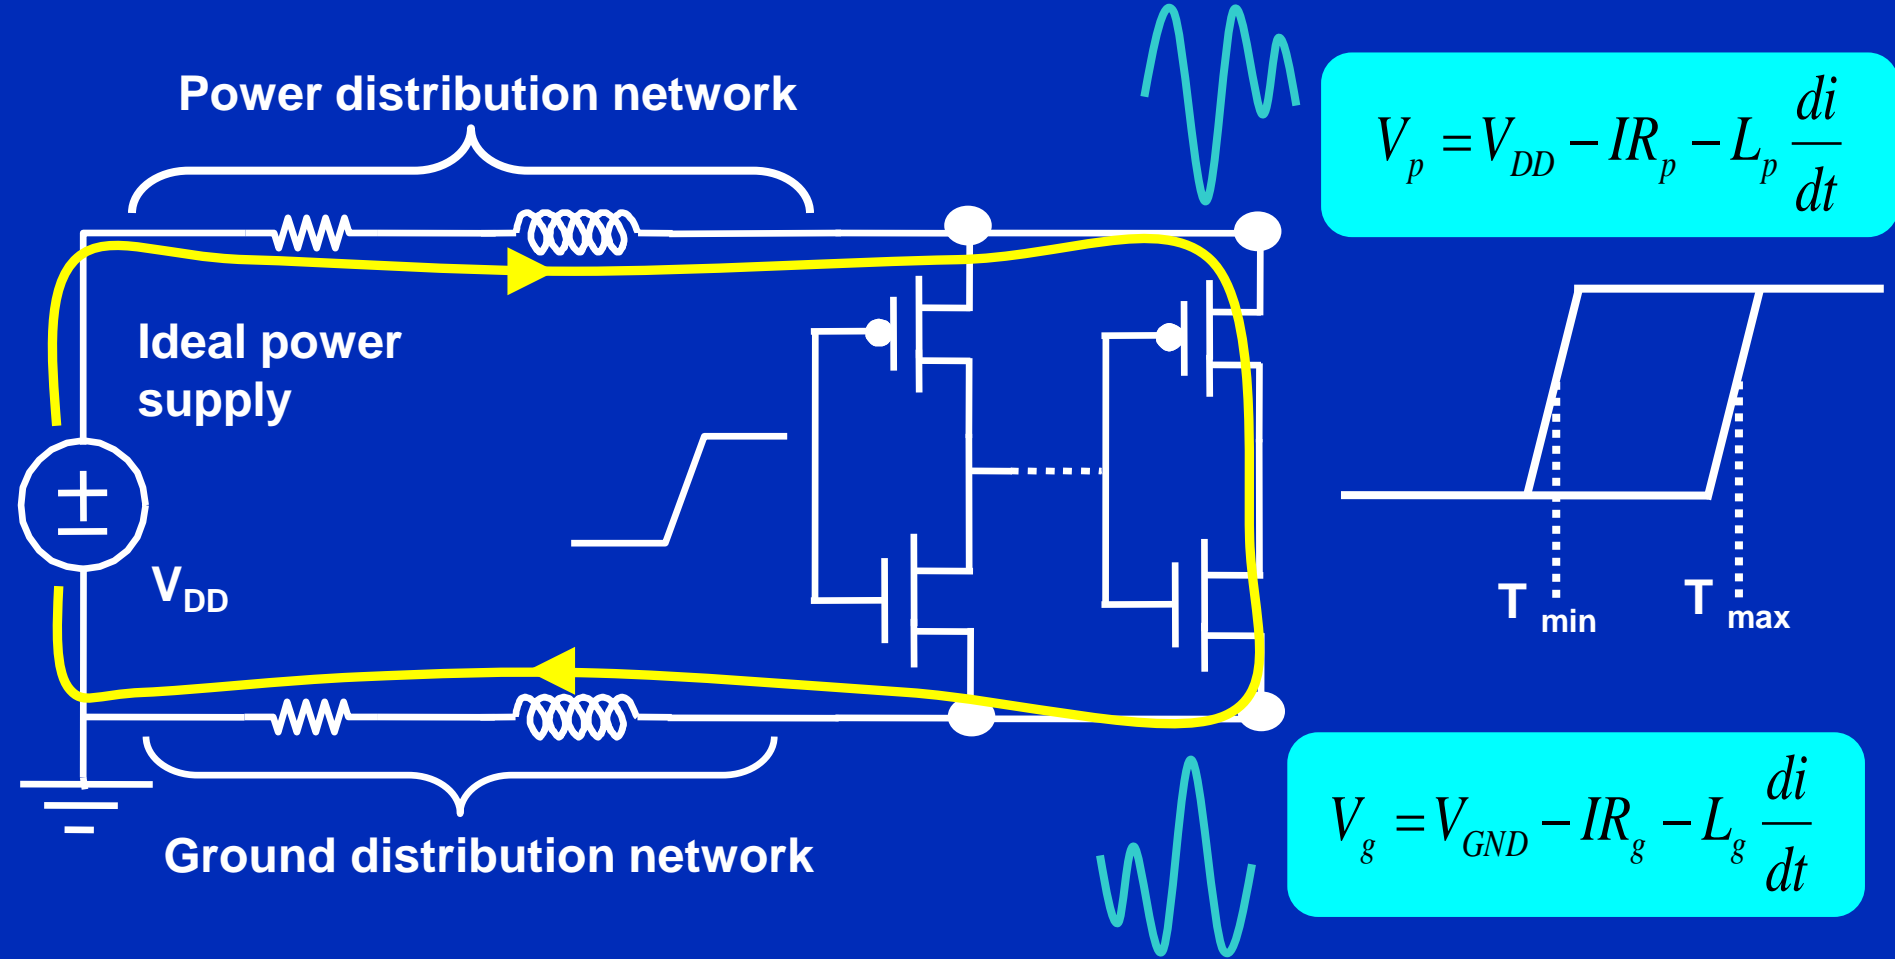 Power distribution network
V_p = V_DD − IR_p − L_p di/dt
Ideal power
supply
+
−
V_DD
T min
T max
V_g = V_GND − IR_g − L_g di/dt
Ground distribution network